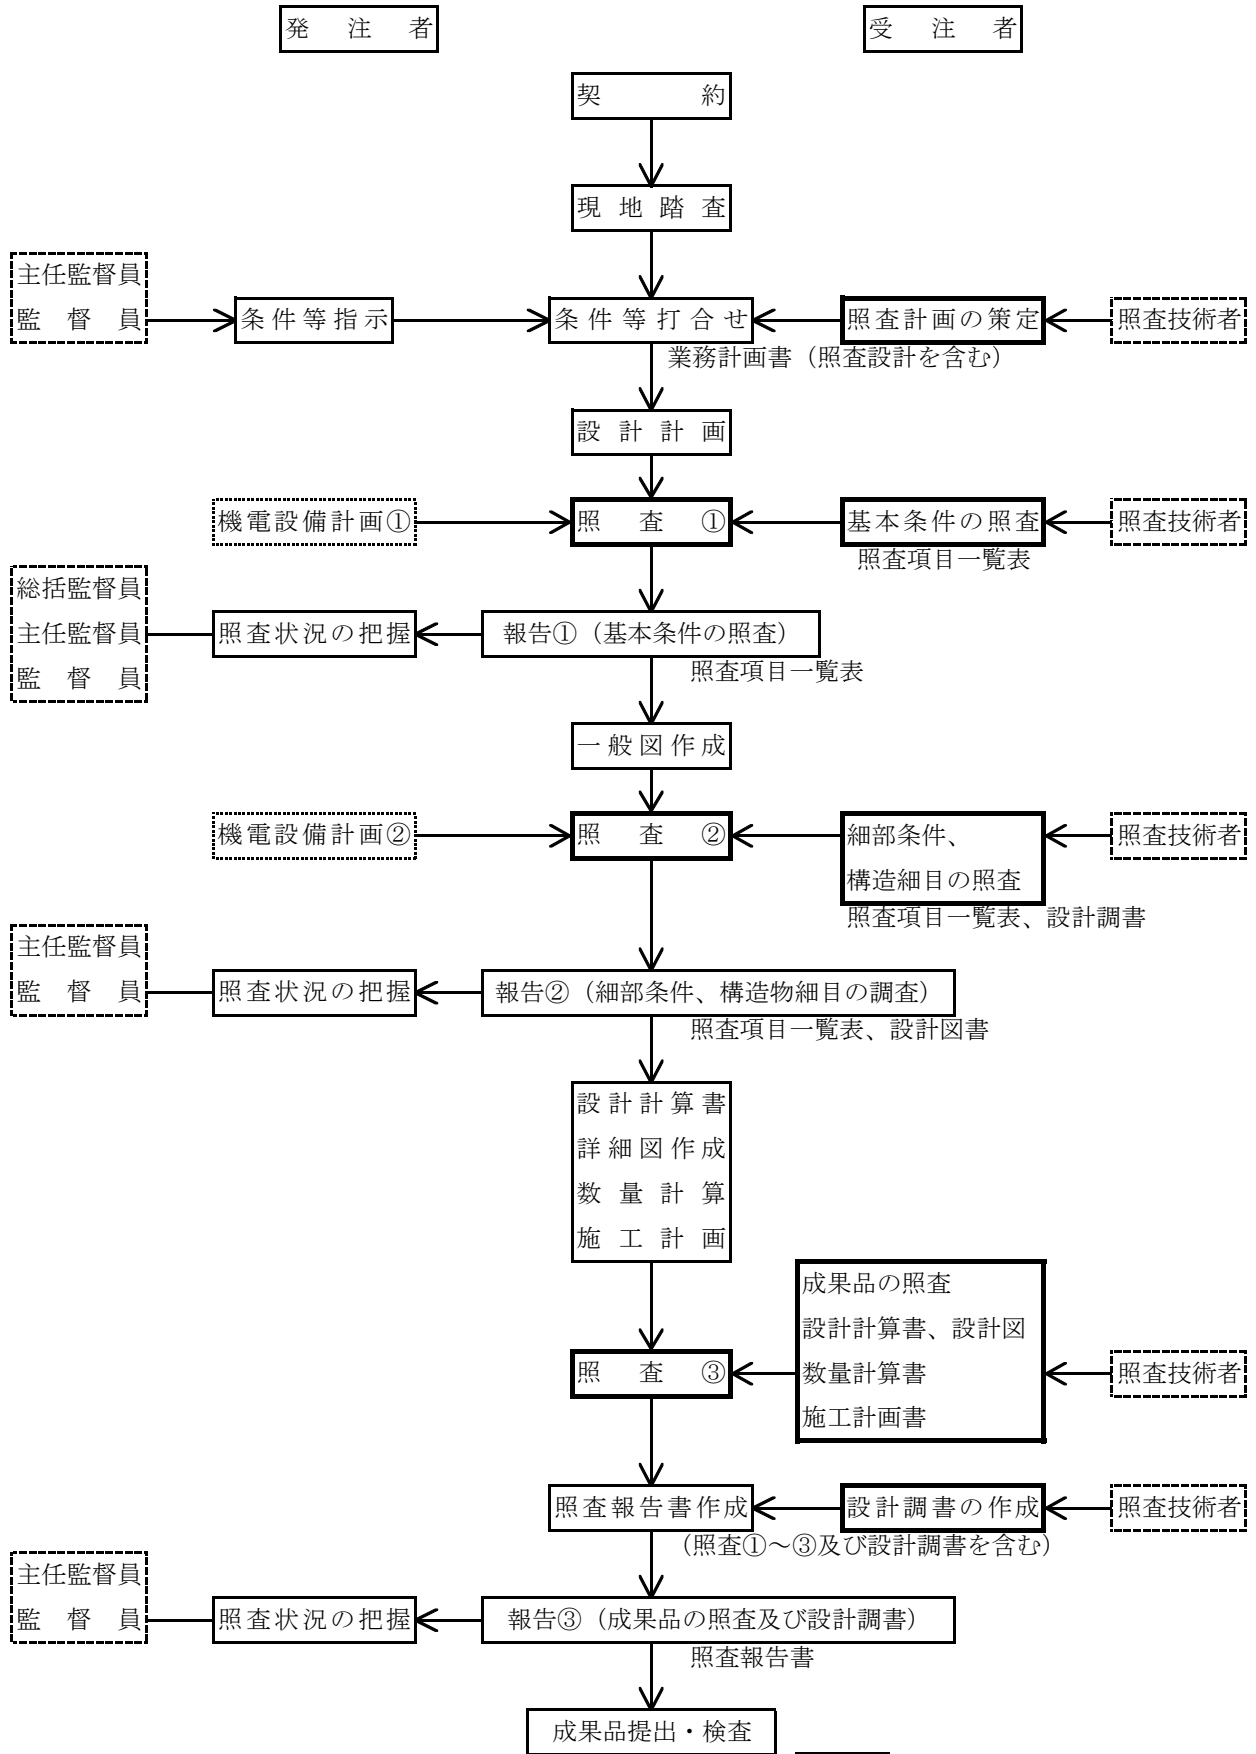 発注者
受注者
契約
現地踏査
主任監督員
監督員
条件等指示
条件等打合せ
照査計画の策定
照査技術者
業務計画書（照査設計を含む）
設計計画
機電設備計画①
照査①
基本条件の照査
照査技術者
照査項目一覧表
総括監督員
主任監督員
監督員
照査状況の把握
報告①（基本条件の照査）
照査項目一覧表
一般図作成
機電設備計画②
照査②
細部条件、
構造細目の照査
照査技術者
照査項目一覧表、設計調書
主任監督員
監督員
照査状況の把握
報告②（細部条件、構造物細目の調査）
照査項目一覧表、設計図書
設計計算書
詳細図作成
数量計算
施工計画
成果品の照査
設計計算書、設計図
数量計算書
施工計画書
照査③
照査技術者
照査報告書作成
設計調書の作成
照査技術者
（照査①～③及び設計調書を含む）
主任監督員
監督員
照査状況の把握
報告③（成果品の照査及び設計調書）
照査報告書
成果品提出・検査